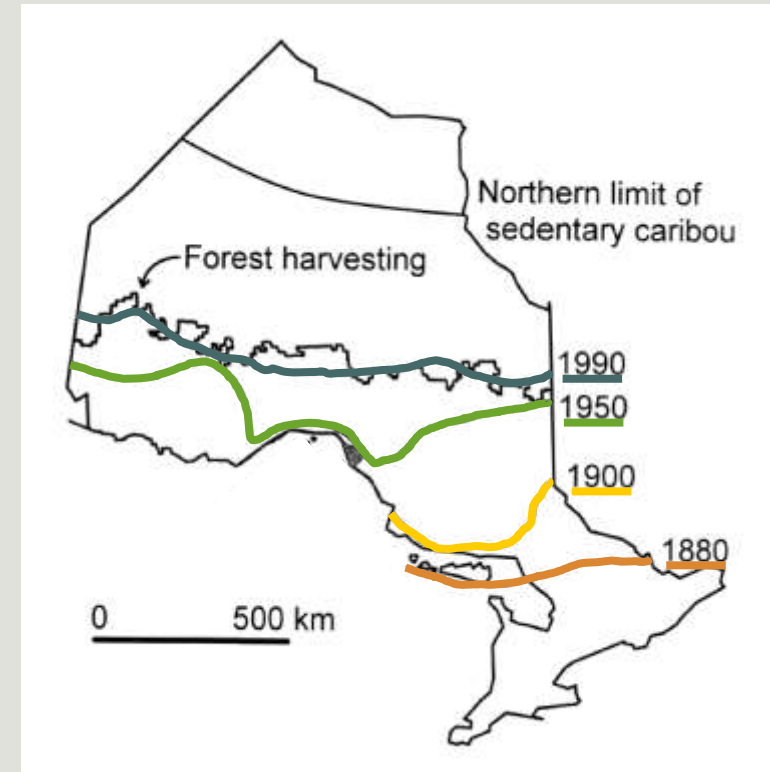 Northern limit of
sedentary caribou
Forest harvesting
1990
1950
1900
1880
0 500 km